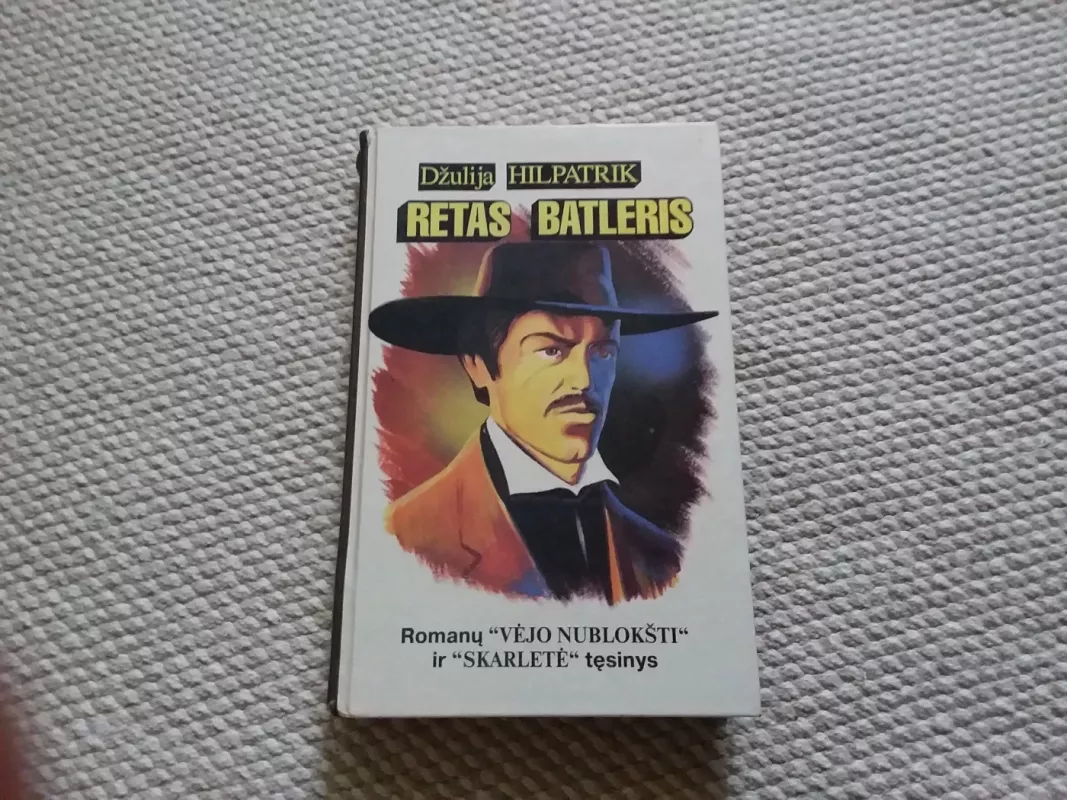 Džulija HILPATRIK
RETAS BATLERIS
Romanų “VĖJO NUBLOKŠTI“
ir “SKARLETĖ“ tęsinys